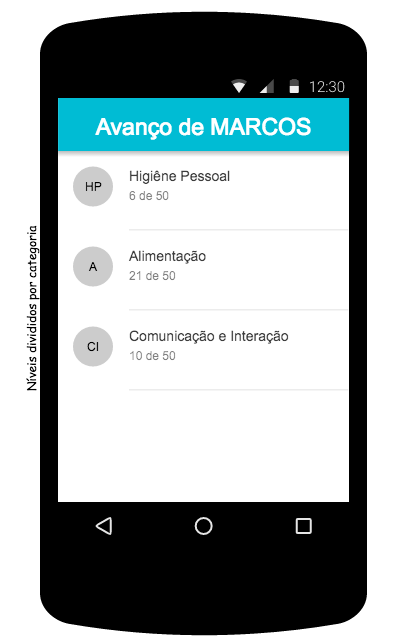 12:30
Avanço de MARCOS
HP
Higiêne Pessoal
6 de 50
A
Alimentação
21 de 50
CI
Comunicação e Interação
10 de 50
Níveis divididos por categoria